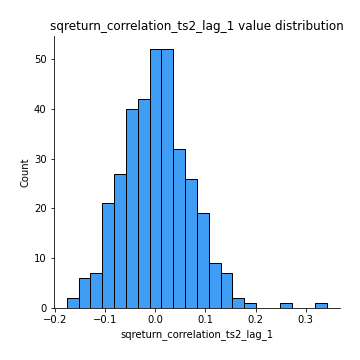 sqreturn_correlation_ts2_lag_1 value distribution
50
40
30
20
10
0
Count
−0.2 −0.1 0.0 0.1 0.2 0.3
sqreturn_correlation_ts2_lag_1